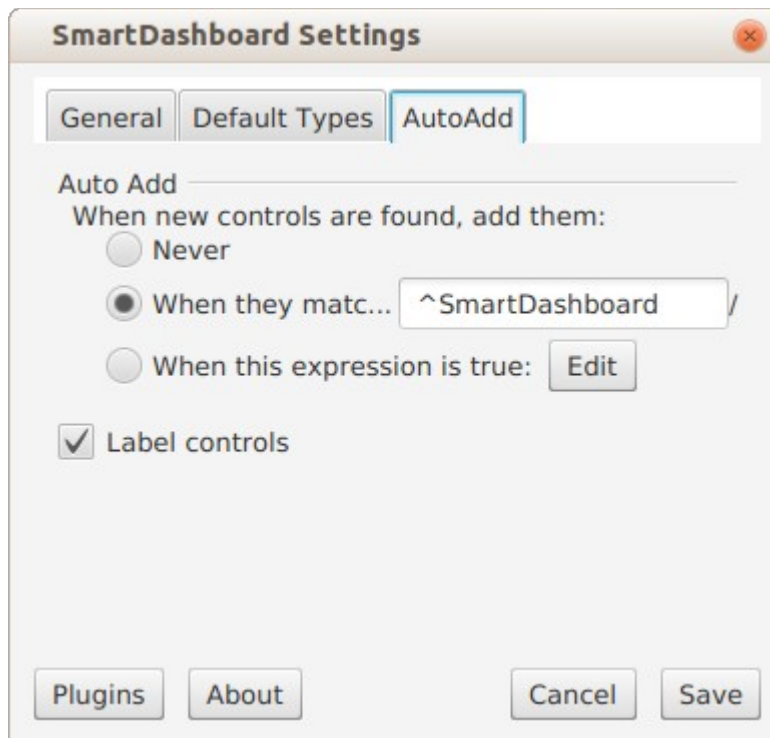 SmartDashboard Settings
General Default Types AutoAdd
Auto Add
When new controls are found, add them:
Never
When they matc... ^SmartDashboard /
When this expression is true: Edit
Label controls
Plugins About Cancel Save